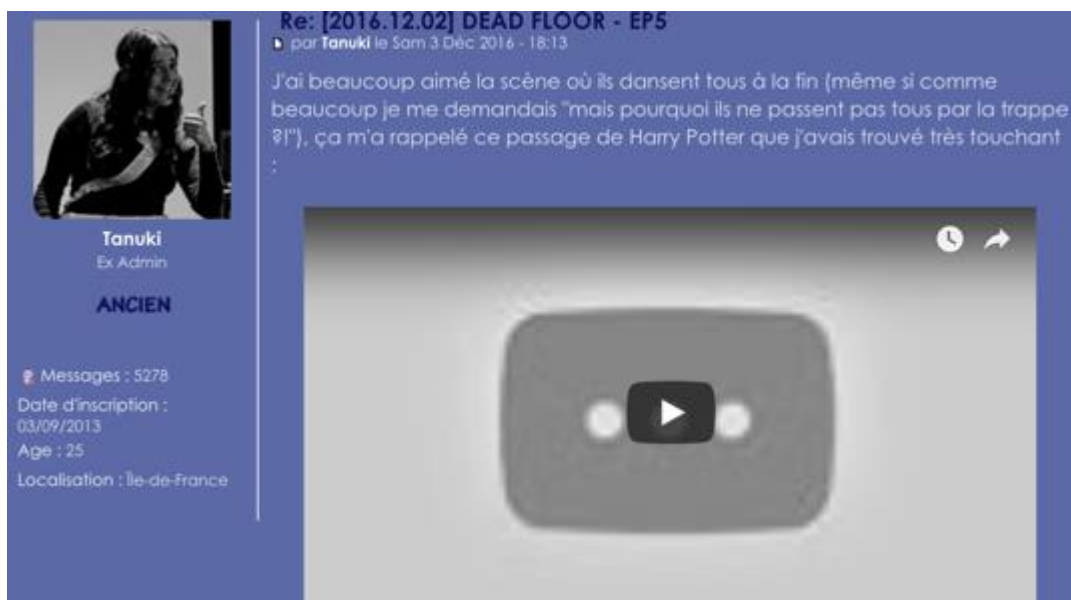 Re: [2016.12.02] DEAD FLOOR - EP5
par Tanuki le Sam 3 Déc 2016 - 18:13
J'ai beaucoup aimé la scène où ils dansent tous à la fin (même si comme
beaucoup je me demandais "mais pourquoi ils ne passent pas tous par la trappe
?!"), ça m'a rappelé ce passage de Harry Potter que j'avais trouvé très touchant
:
Tanuki
Ex Admin
ANCIEN
Messages : 5278
Date d'inscription :
03/09/2013
Age : 25
Localisation : Île-de-France